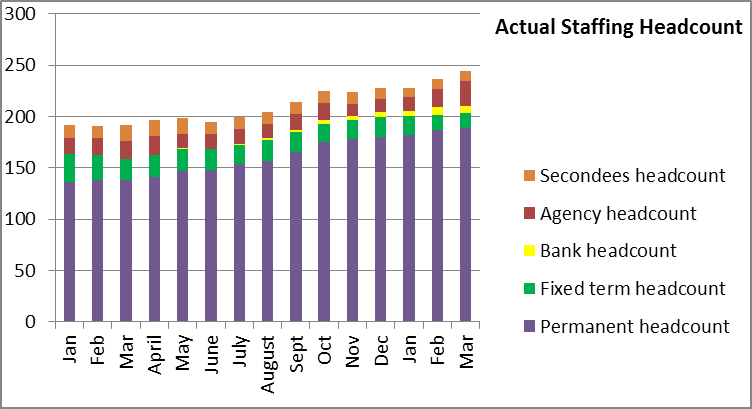 Actual Staffing Headcount
300
250
200
150
100
50
0
Jan
Feb
Mar
April
May
June
July
August
Sept
Oct
Nov
Dec
Jan
Feb
Mar
Secondees headcount
Agency headcount
Bank headcount
Fixed term headcount
Permanent headcount